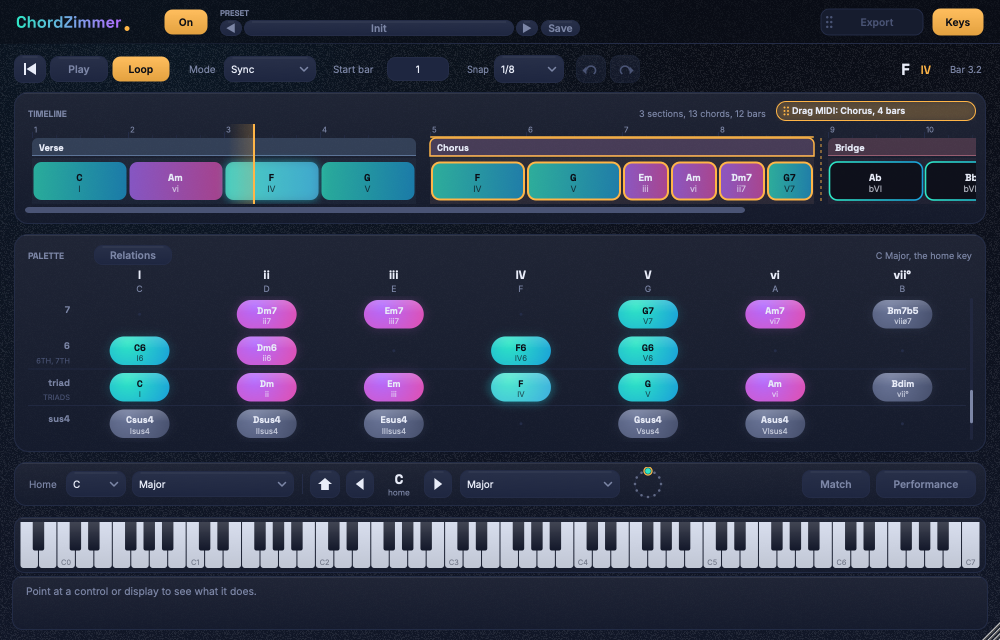 ChordZimmer.
On
PRESET
Init
Save
Export
Keys
Play
Loop
Mode
Sync
Start bar
1
Snap
1/8
F IV Bar 3.2
TIMELINE
3 sections, 13 chords, 12 bars
Drag MIDI: Chorus, 4 bars
1 2 3 4 5 6 7 8 9 10
Verse Chorus Bridge
C Am F G F G Em Am Dm7 G7 Ab Bb
I vi IV V IV V iii vi ii7 V7 bVI bVI
PALETTE
Relations
C Major, the home key
I ii iii IV V vi vii°
C D E F G A B
7 Dm7 Em7 G7 Am7 Bm7b5
ii7 iii7 V7 vi7 viiø7
6 C6 Dm6 F6 G6
6TH, 7TH I6 ii6 IV6 V6
triad C Dm Em F G Am Bdim
TRIADS I ii iii IV V vi vii°
sus4 Csus4 Dsus4 Esus4 Gsus4 Asus4
Isus4 IIsus4 IIIsus4 Vsus4 VIsus4
Home C Major C Major Match Performance
home
C0 C1 C2 C3 C4 C5 C6 C7
Point at a control or display to see what it does.